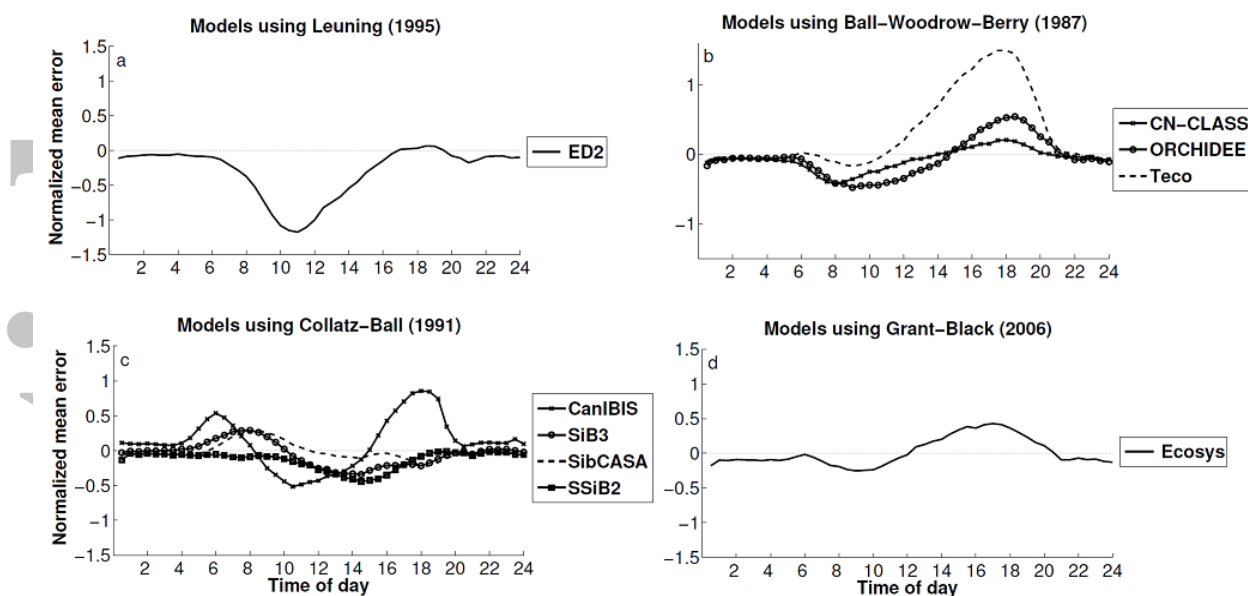 Models using Leuning (1995)
a
Normalized mean error
1.5
1
0.5
0
−0.5
−1
−1.5
2 4 6 8 10 12 14 16 18 20 22 24
ED2
Models using Ball−Woodrow−Berry (1987)
b
1
0
−1
2 4 6 8 10 12 14 16 18 20 22 24
CN−CLASS
ORCHIDEE
Teco
Models using Collatz−Ball (1991)
c
Normalized mean error
1.5
1
0.5
0
−0.5
−1
−1.5
2 4 6 8 10 12 14 16 18 20 22 24
Time of day
CanIBIS
SiB3
SibCASA
SSiB2
Models using Grant−Black (2006)
d
1.5
1
0.5
0
−0.5
−1
−1.5
2 4 6 8 10 12 14 16 18 20 22 24
Time of day
Ecosys